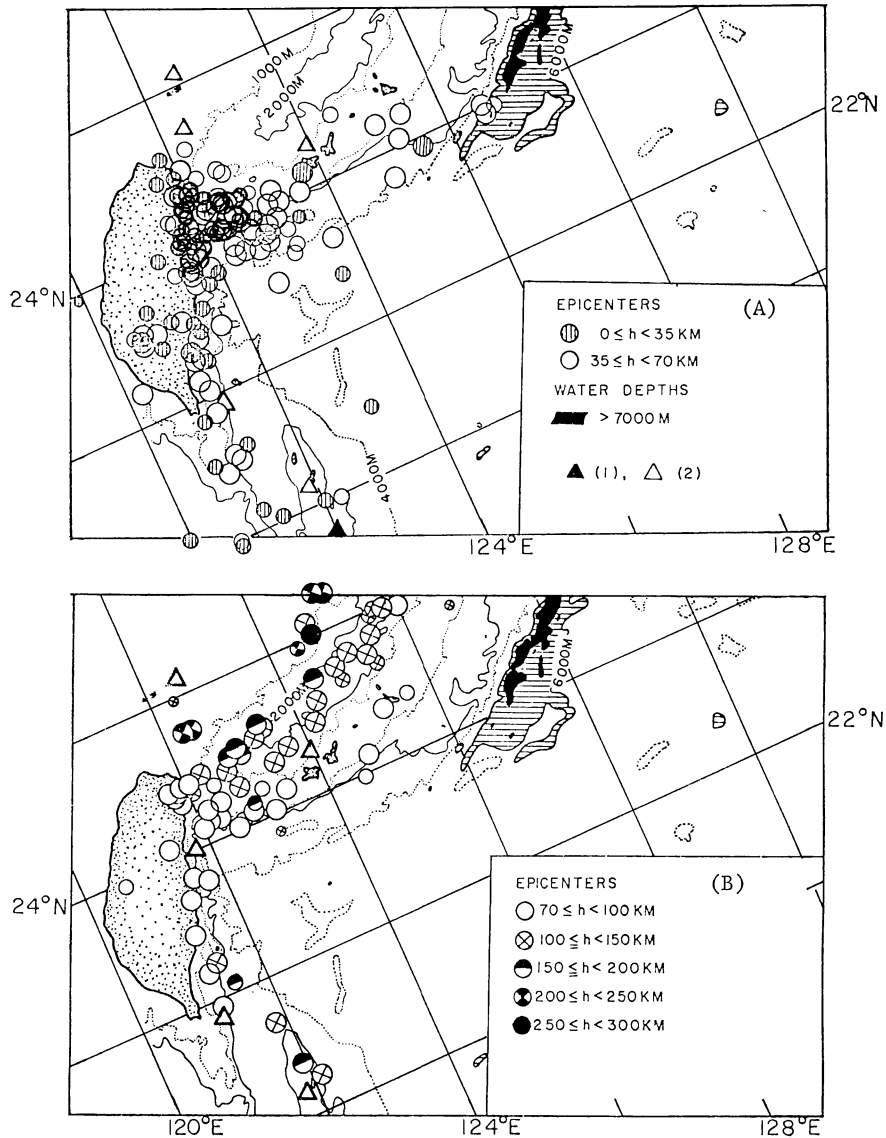 1000M
2000M
6000M
22°N
24°N
4000M
EPICENTERS (A)
0 ≤ h < 35 KM
35 ≤ h < 70 KM
WATER DEPTHS
> 7000 M
(1), (2)
124°E
128°E
2000M
6000M
22°N
24°N
EPICENTERS (B)
70 ≤ h < 100 KM
100 ≦ h < 150 KM
150 ≦ h < 200 KM
200 ≤ h < 250 KM
250 ≤ h < 300 KM
120°E
124°E
128°E